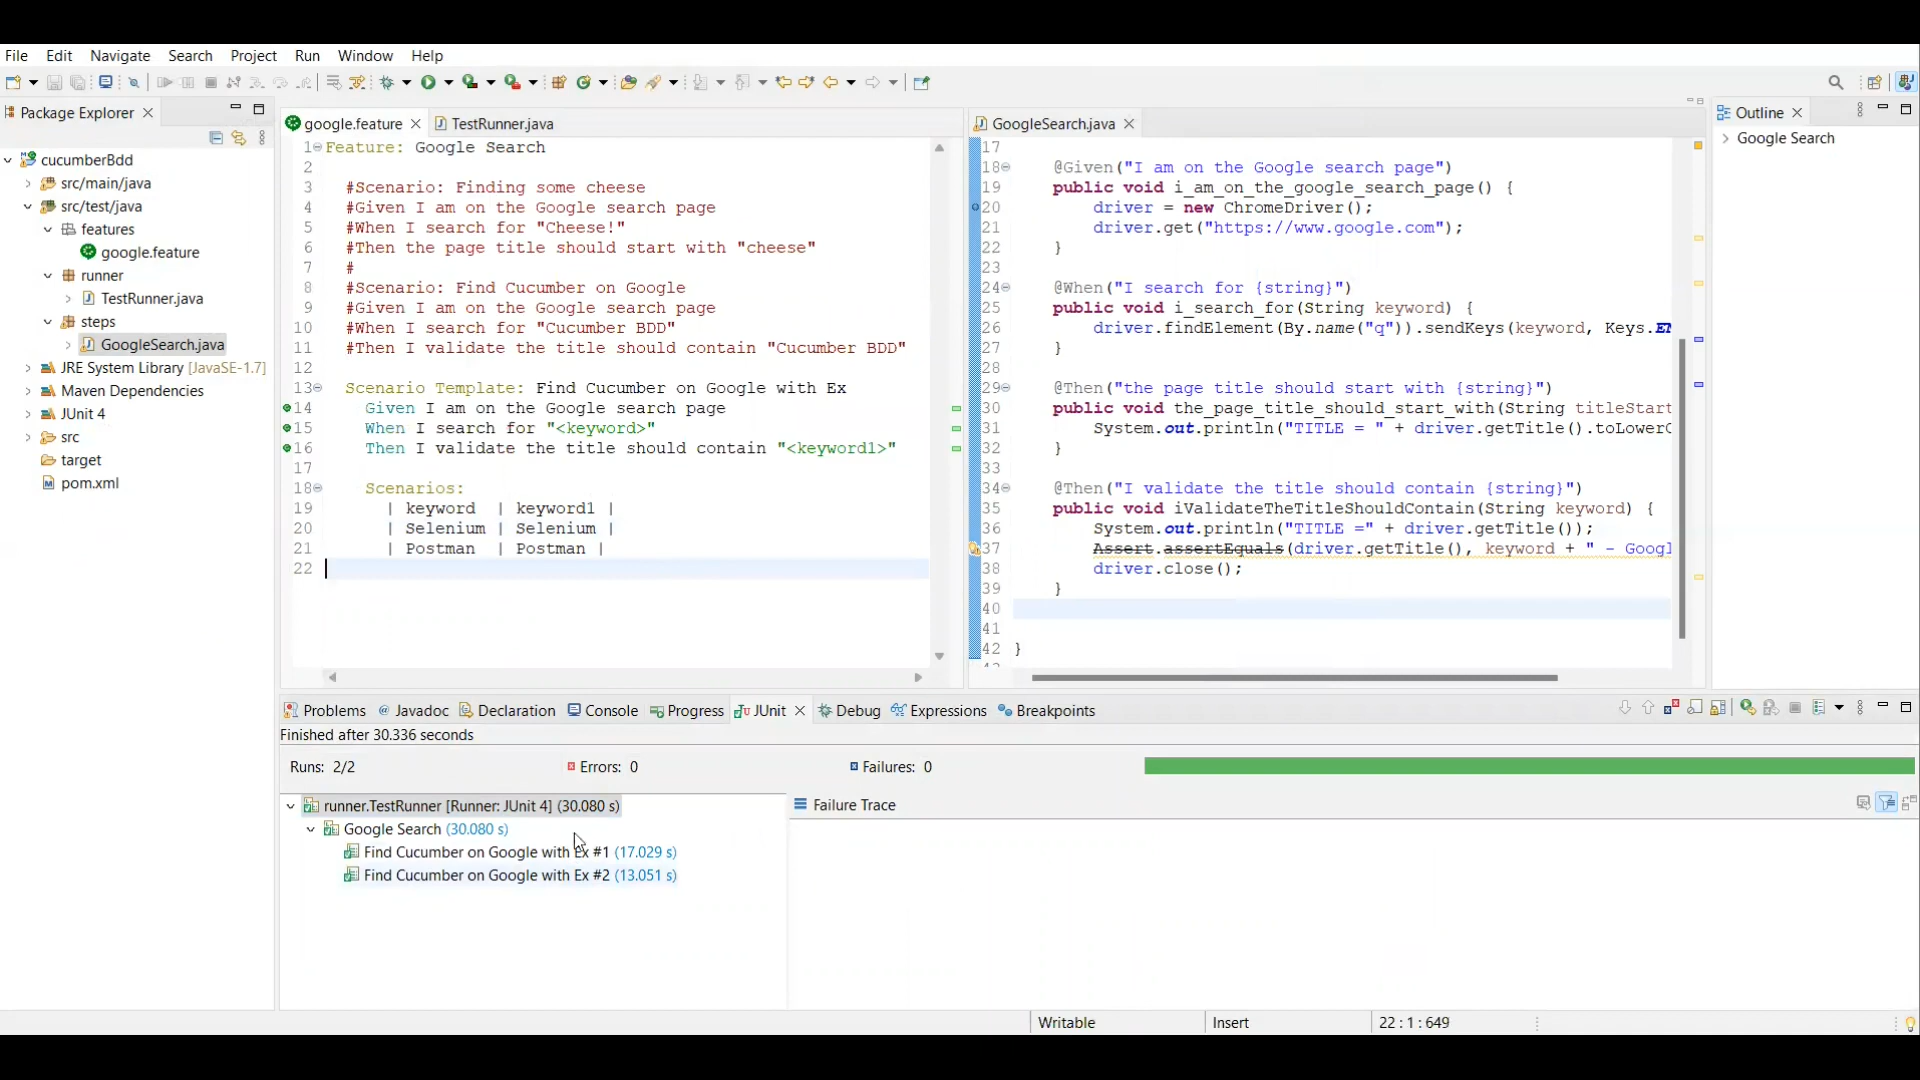 File Edit Navigate Search Project Run Window Help
Package Explorer
cucumberBdd
src/main/java
src/test/java
features
google.feature
runner
TestRunner.java
steps
GoogleSearch.java
JRE System Library [JavaSE-1.7]
Maven Dependencies
JUnit 4
src
target
pom.xml
google.feature TestRunner.java
1 Feature: Google Search
2
3 #Scenario: Finding some cheese
4 #Given I am on the Google search page
5 #When I search for "Cheese!"
6 #Then the page title should start with "cheese"
7 #
8 #Scenario: Find Cucumber on Google
9 #Given I am on the Google search page
10 #When I search for "Cucumber BDD"
11 #Then I validate the title should contain "Cucumber BDD"
12
13 Scenario Template: Find Cucumber on Google with Ex
14 Given I am on the Google search page
15 When I search for "<keyword>"
16 Then I validate the title should contain "<keyword1>"
17
18 Scenarios:
19 | keyword | keyword1 |
20 | Selenium | Selenium |
21 | Postman | Postman |
22
GoogleSearch.java
17
18 @Given("I am on the Google search page")
19 public void i_am_on_the_google_search_page() {
20 driver = new ChromeDriver();
21 driver.get("https://www.google.com");
22 }
23
24 @When("I search for {string}")
25 public void i_search_for(String keyword) {
26 driver.findElement(By.name("q")).sendKeys(keyword, Keys.EN
27 }
28
29 @Then("the page title should start with {string}")
30 public void the_page_title_should_start_with(String titleStart
31 System.out.println("TITLE = " + driver.getTitle().toLowerC
32 }
33
34 @Then("I validate the title should contain {string}")
35 public void iValidateTheTitleShouldContain(String keyword) {
36 System.out.println("TITLE =" + driver.getTitle());
37 Assert.assertEquals(driver.getTitle(), keyword + " - Googl
38 driver.close();
39 }
40
41
42 }
Outline
Google Search
Problems Javadoc Declaration Console Progress JUnit Debug Expressions Breakpoints
Finished after 30.336 seconds
Runs: 2/2 Errors: 0 Failures: 0
runner.TestRunner [Runner: JUnit 4] (30.080 s)
Google Search (30.080 s)
Find Cucumber on Google with Ex #1 (17.029 s)
Find Cucumber on Google with Ex #2 (13.051 s)
Failure Trace
Writable Insert 22 : 1 : 649